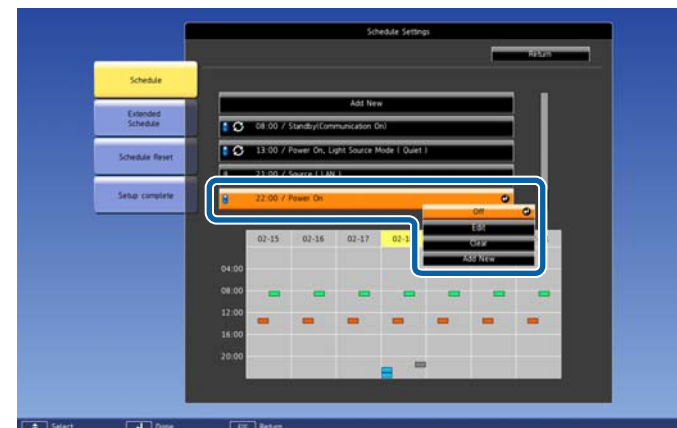 Schedule Settings
Return
Schedule
Extended
Schedule
Schedule Reset
Setup complete
Add New
08:00 / Standby(Communication On)
13:00 / Power On, Light Source Mode ( Quiet )
21:00 / Source ( LAN )
22:00 / Power On
Off
Edit
Clear
Add New
02-15 02-16 02-17
04:00
08:00
12:00
16:00
20:00
Select Done Esc Return